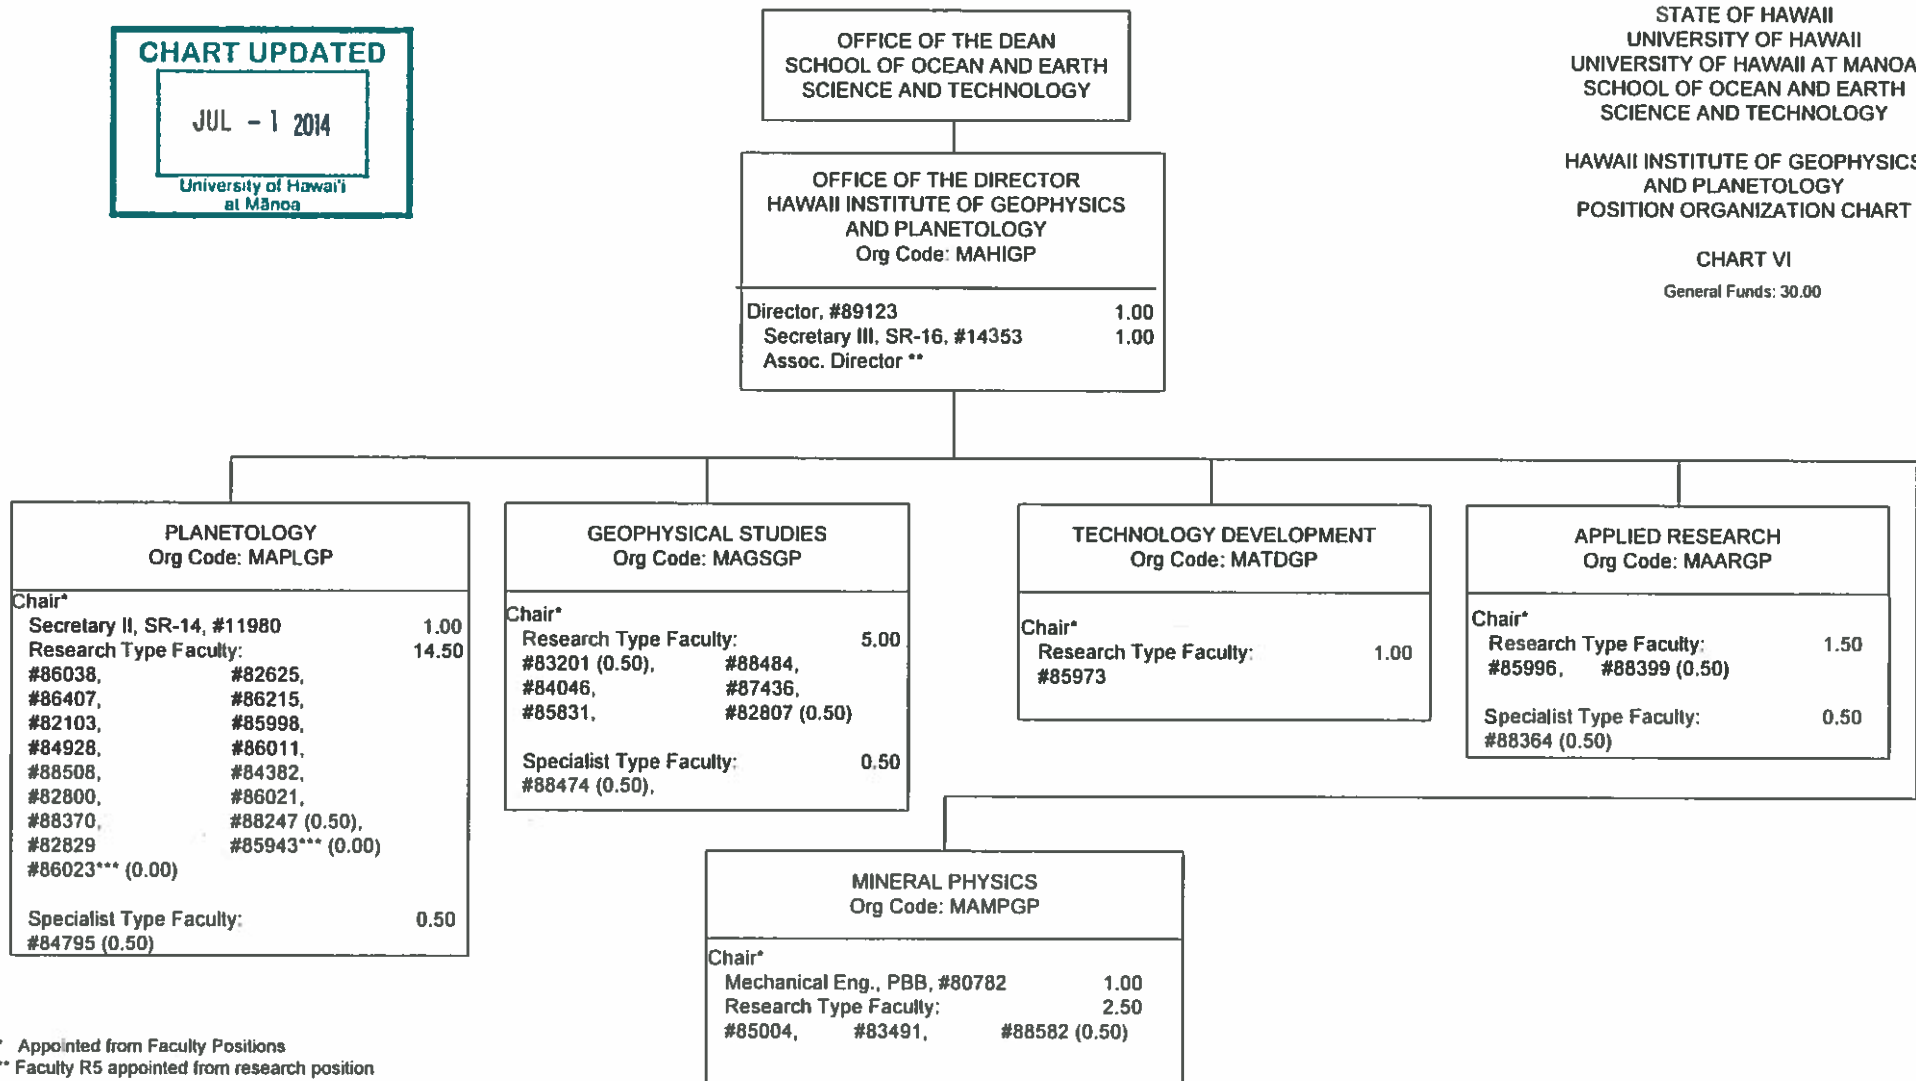 CHART UPDATED
JUL - 1 2014
University of Hawai'i
at Mānoa
OFFICE OF THE DEAN
SCHOOL OF OCEAN AND EARTH
SCIENCE AND TECHNOLOGY
STATE OF HAWAII
UNIVERSITY OF HAWAII
UNIVERSITY OF HAWAII AT MANOA
SCHOOL OF OCEAN AND EARTH
SCIENCE AND TECHNOLOGY
HAWAII INSTITUTE OF GEOPHYSICS
AND PLANETOLOGY
POSITION ORGANIZATION CHART
CHART VI
General Funds: 30.00
OFFICE OF THE DIRECTOR
HAWAII INSTITUTE OF GEOPHYSICS
AND PLANETOLOGY
Org Code: MAHIGP
Director, #89123 1.00
Secretary III, SR-16, #14353 1.00
Assoc. Director **
PLANETOLOGY
Org Code: MAPLGP
Chair*
Secretary II, SR-14, #11980 1.00
Research Type Faculty: 14.50
#86038, #82625,
#86407, #86215,
#82103, #85998,
#84928, #86011,
#88508, #84382,
#82800, #86021,
#88370, #88247 (0.50),
#82829 #85943*** (0.00)
#86023*** (0.00)
Specialist Type Faculty: 0.50
#84795 (0.50)
GEOPHYSICAL STUDIES
Org Code: MAGSGP
Chair*
Research Type Faculty: 5.00
#83201 (0.50), #88484,
#84046, #87436,
#85831, #82807 (0.50)
Specialist Type Faculty: 0.50
#88474 (0.50),
TECHNOLOGY DEVELOPMENT
Org Code: MATDGP
Chair*
Research Type Faculty: 1.00
#85973
APPLIED RESEARCH
Org Code: MAARGP
Chair*
Research Type Faculty: 1.50
#85996, #88399 (0.50)
Specialist Type Faculty: 0.50
#88364 (0.50)
MINERAL PHYSICS
Org Code: MAMPGP
Chair*
Mechanical Eng., PBB, #80782 1.00
Research Type Faculty: 2.50
#85004, #83491, #88582 (0.50)
* Appointed from Faculty Positions
** Faculty R5 appointed from research position